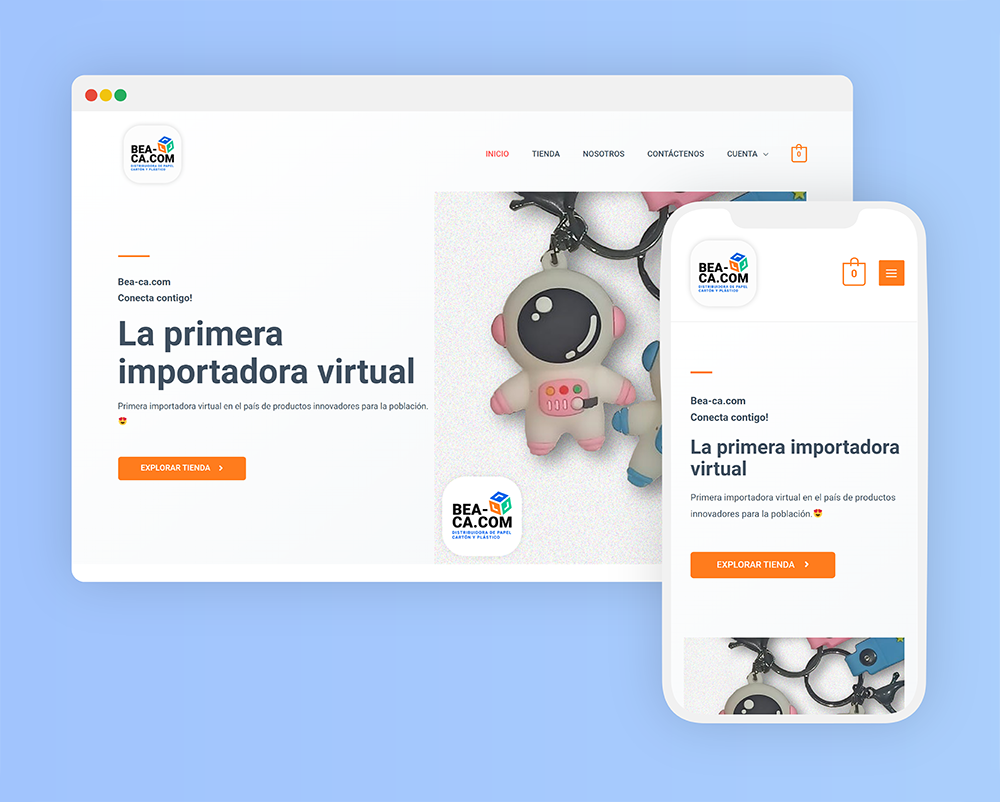 BEA-
CA.COM
DISTRIBUIDORA DE PAPEL
CARTÓN Y PLÁSTICO
INICIO
TIENDA
NOSOTROS
CONTÁCTENOS
CUENTA
0
Bea-ca.com
Conecta contigo!
La primera
importadora virtual
Primera importadora virtual en el país de productos innovadores para la población.
😍
EXPLORAR TIENDA
BEA-
CA.COM
DISTRIBUIDORA DE PAPEL
CARTÓN Y PLÁSTICO
BEA-
CA.COM
DISTRIBUIDORA DE PAPEL
CARTÓN Y PLÁSTICO
0
Bea-ca.com
Conecta contigo!
La primera importadora
virtual
Primera importadora virtual en el país de productos
innovadores para la población.😍
EXPLORAR TIENDA